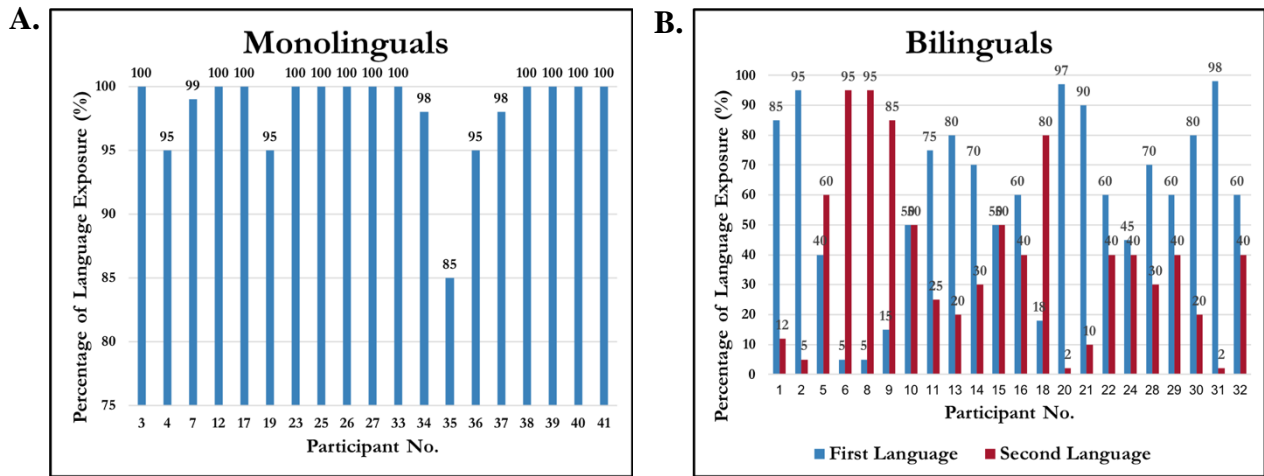 A.
Monolinguals
Percentage of Language Exposure (%)
100 95 99 100 100 95 100 100 100 100 100 98 85 95 98 100 100 100 100
100
95
90
85
80
75
3 4 7 12 17 19 23 25 26 27 33 34 35 36 37 38 39 40 41
Participant No.
B.
Bilinguals
Percentage of Language Exposure (%)
100
90
80
70
60
50
40
30
20
10
0
85 12 95 5 40 60 5 95 5 95 15 85 50 50 75 25 80 20 70 30 50 50 60 40 18 80 97 2 90 10 60 40 45 40 70 30 60 40 80 20 98 2 60 40
1 2 5 6 8 9 10 11 13 14 15 16 18 20 21 22 24 28 29 30 31 32
Participant No.
First Language Second Language